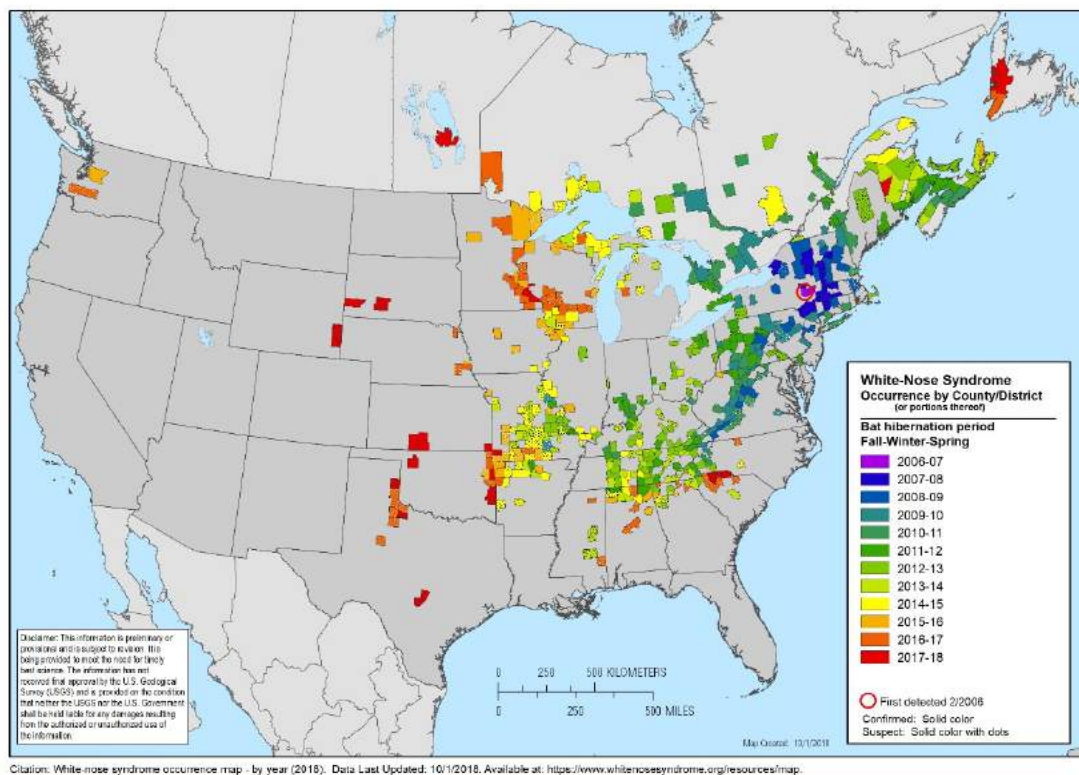 White-Nose Syndrome
Occurrence by County/District
(or portions thereof)
Bat hibernation period
Fall-Winter-Spring
2006-07
2007-08
2008-09
2009-10
2010-11
2011-12
2012-13
2013-14
2014-15
2015-16
2016-17
2017-18
First detected 2/2006
Confirmed: Solid color
Suspect: Solid color with dots
Disclaimer: This information is preliminary or
provisional and is subject to revision. It is
being provided to meet the need for timely
best science. The information has not
received final approval by the U.S. Geological
Survey (USGS) and is provided on the condition
that neither the USGS nor the U.S. Government
shall be held liable for any damages resulting
from the authorized or unauthorized use of
the information.
0 250 500 KILOMETERS
0 250 500 MILES
Map Created: 10/1/2018
Citation: White-nose syndrome occurrence map - by year (2018). Data Last Updated: 10/1/2018. Available at: https://www.whitenosesyndrome.org/resources/map.